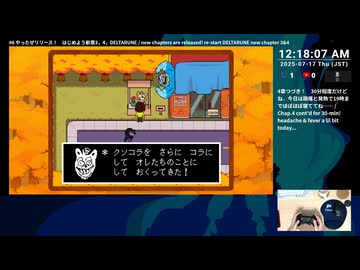 #6 やったぜリリース！ はじめよう新章3，4，DELTARUNE / new chapters are released! re-start DELTARUNE new chapter 3&4
12:18:07 AM
2025-07-17 Thu (JST)
1
0
4章つづき！ 30分程度だけど
ね、今日は頭痛と発熱で19時ま
でほぼほぼ寝ててね……/
Chap.4 cont'd for 30-min!
headache & fever a lil bit
today...
＊ クソコラを さらに コラに
して オレたちのことに
して おくってきた！